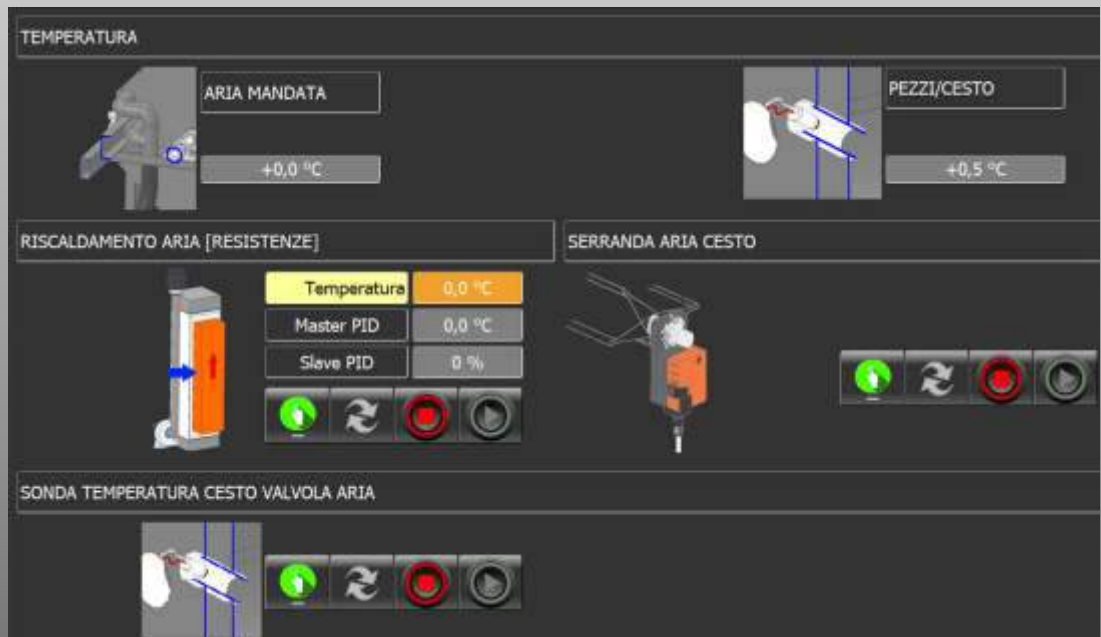 TEMPERATURA
ARIA MANDATA
+0,0 °C
PEZZI/CESTO
+0,5 °C
RISCALDAMENTO ARIA [RESISTENZE]
Temperatura 0,0 °C
Master PID 0,0 °C
Slave PID 0 %
SERRANDA ARIA CESTO
SONDA TEMPERATURA CESTO VALVOLA ARIA